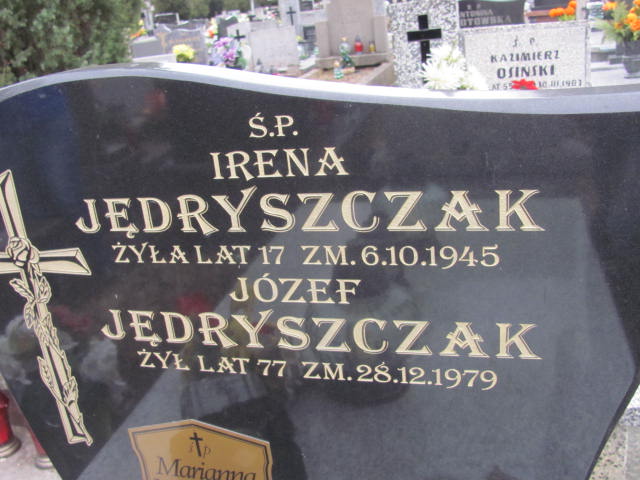 Ś.P.
IRENA
JĘDRYSZCZAK
ŻYŁA LAT 17 ZM. 6.10.1945
JÓZEF
JĘDRYSZCZAK
ŻYŁ LAT 77 ZM. 28.12.1979
ś p
Marianna
Ś P
KAZIMIERZ
OSIŃSKI